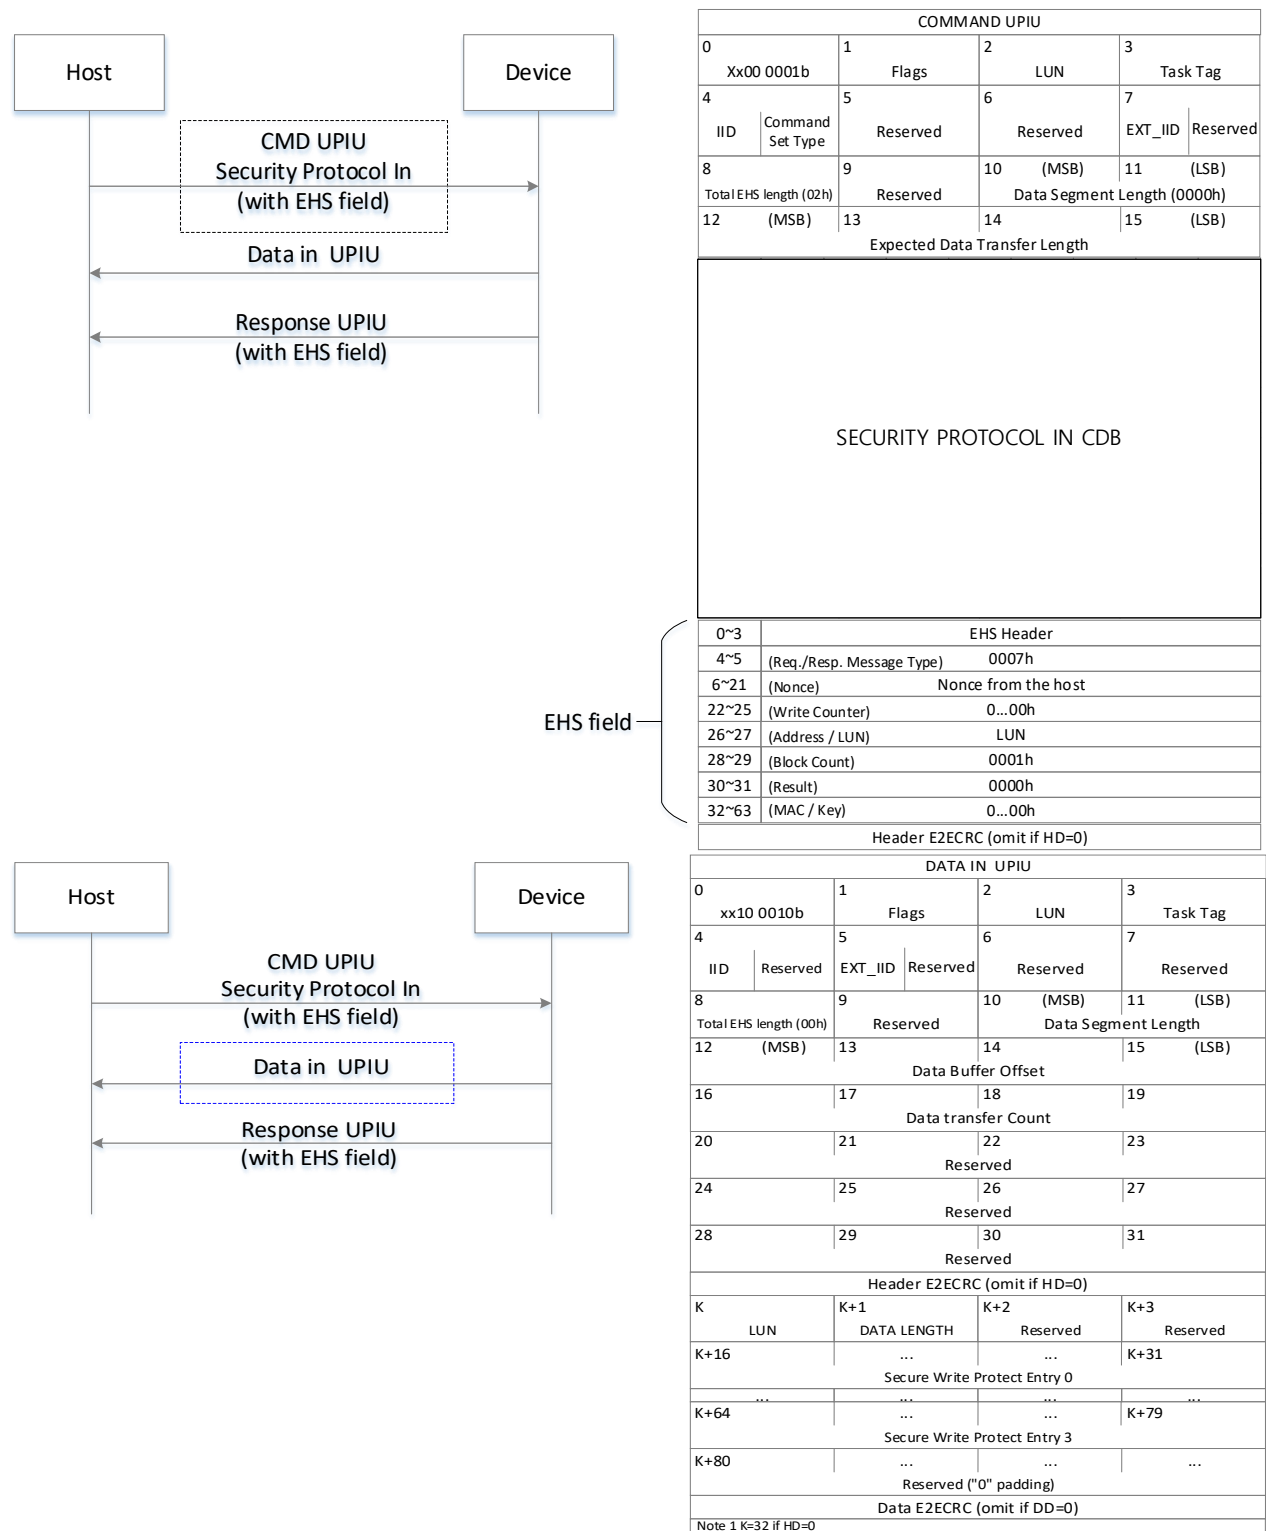 Host
Device
CMD UPIU
Security Protocol In
(with EHS field)
Data in UPIU
Response UPIU
(with EHS field)
COMMAND UPIU
0 1 2 3
Xx00 0001b Flags LUN Task Tag
4 5 6 7
IID Command Set Type Reserved Reserved EXT_IID Reserved
8 9 10 (MSB) 11 (LSB)
Total EHS length (02h) Reserved Data Segment Length (0000h)
12 (MSB) 13 14 15 (LSB)
Expected Data Transfer Length
SECURITY PROTOCOL IN CDB
EHS field
0~3 EHS Header
4~5 (Req./Resp. Message Type) 0007h
6~21 (Nonce) Nonce from the host
22~25 (Write Counter) 0...00h
26~27 (Address / LUN) LUN
28~29 (Block Count) 0001h
30~31 (Result) 0000h
32~63 (MAC / Key) 0...00h
Header E2ECRC (omit if HD=0)
Host
Device
CMD UPIU
Security Protocol In
(with EHS field)
Data in UPIU
Response UPIU
(with EHS field)
DATA IN UPIU
0 1 2 3
xx10 0010b Flags LUN Task Tag
4 5 6 7
IID Reserved EXT_IID Reserved Reserved Reserved
8 9 10 (MSB) 11 (LSB)
Total EHS length (00h) Reserved Data Segment Length
12 (MSB) 13 14 15 (LSB)
Data Buffer Offset
16 17 18 19
Data transfer Count
20 21 22 23
Reserved
24 25 26 27
Reserved
28 29 30 31
Reserved
Header E2ECRC (omit if HD=0)
K K+1 K+2 K+3
LUN DATA LENGTH Reserved Reserved
K+16 ... ... K+31
Secure Write Protect Entry 0
... ... ... ...
K+64 ... ... K+79
Secure Write Protect Entry 3
K+80 ... ... ...
Reserved ("0" padding)
Data E2ECRC (omit if DD=0)
Note 1 K=32 if HD=0